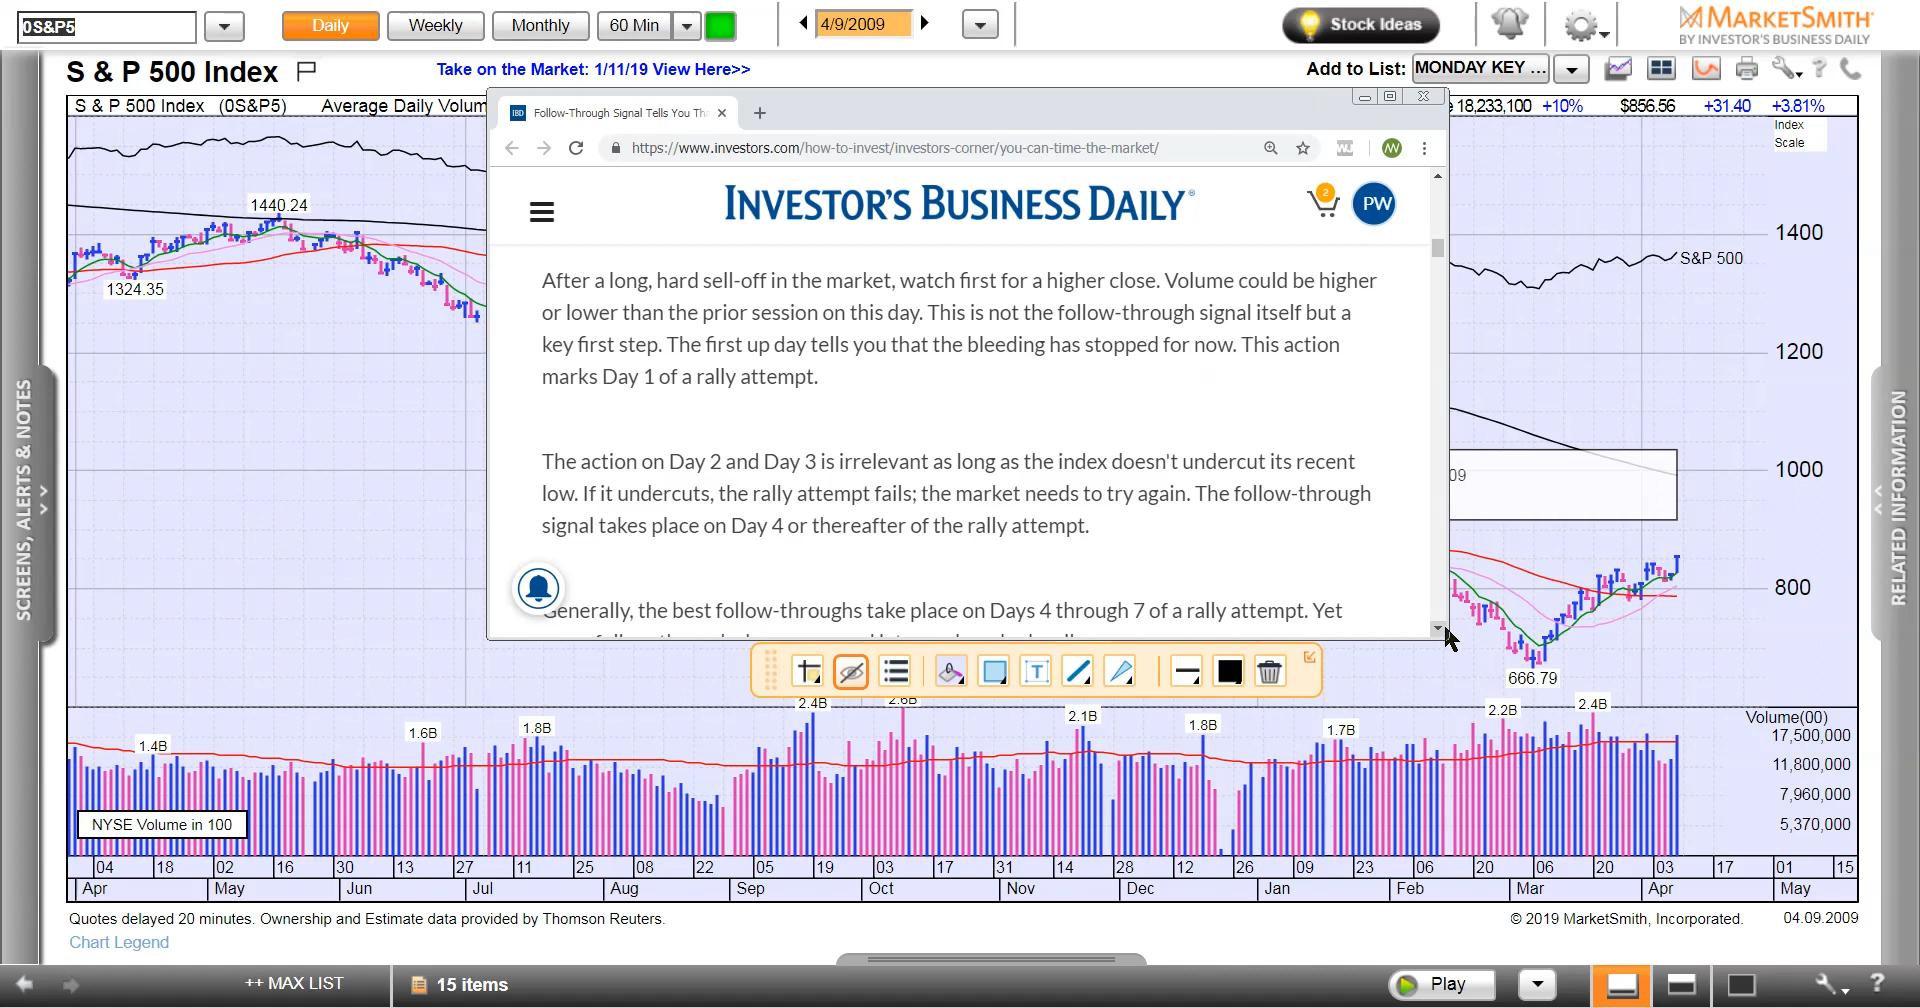 0S&P5
Daily
Weekly
Monthly
60 Min
4/9/2009
Stock Ideas
MARKETSMITH
BY INVESTOR'S BUSINESS DAILY
S & P 500 Index
Take on the Market: 1/11/19 View Here>>
Add to List:
MONDAY KEY ...
S & P 500 Index (0S&P5) Average Daily Volum
e 18,233,100 +10% $856.56 +31.40 +3.81%
Index
Scale
Follow-Through Signal Tells You Th
https://www.investors.com/how-to-invest/investors-corner/you-can-time-the-market/
INVESTOR'S BUSINESS DAILY
2
PW
After a long, hard sell-off in the market, watch first for a higher close. Volume could be higher
or lower than the prior session on this day. This is not the follow-through signal itself but a
key first step. The first up day tells you that the bleeding has stopped for now. This action
marks Day 1 of a rally attempt.
The action on Day 2 and Day 3 is irrelevant as long as the index doesn't undercut its recent
low. If it undercuts, the rally attempt fails; the market needs to try again. The follow-through
signal takes place on Day 4 or thereafter of the rally attempt.
Generally, the best follow-throughs take place on Days 4 through 7 of a rally attempt. Yet
1440.24
1324.35
1400
S&P 500
1200
1000
09
800
666.79
SCREENS, ALERTS & NOTES
RELATED INFORMATION
T
1.4B
1.6B
1.8B
2.4B
2.6B
2.1B
1.8B
1.7B
2.2B
2.4B
Volume(00)
17,500,000
11,800,000
7,960,000
5,370,000
NYSE Volume in 100
04 18 02 16 30 13 27 11 25 08 22 05 19 03 17 31 14 28 12 26 09 23 06 20 06 20 03 17 01 15
Apr May Jun Jul Aug Sep Oct Nov Dec Jan Feb Mar Apr May
Quotes delayed 20 minutes. Ownership and Estimate data provided by Thomson Reuters.
© 2019 MarketSmith, Incorporated. 04.09.2009
Chart Legend
++ MAX LIST
15 items
Play